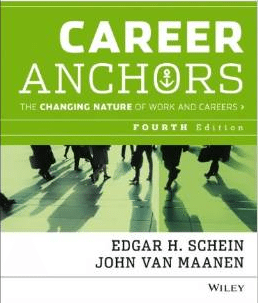 CAREER
ANCHORS
THE CHANGING NATURE OF WORK AND CAREERS >
FOURTH Edition
EDGAR H. SCHEIN
JOHN VAN MAANEN
WILEY